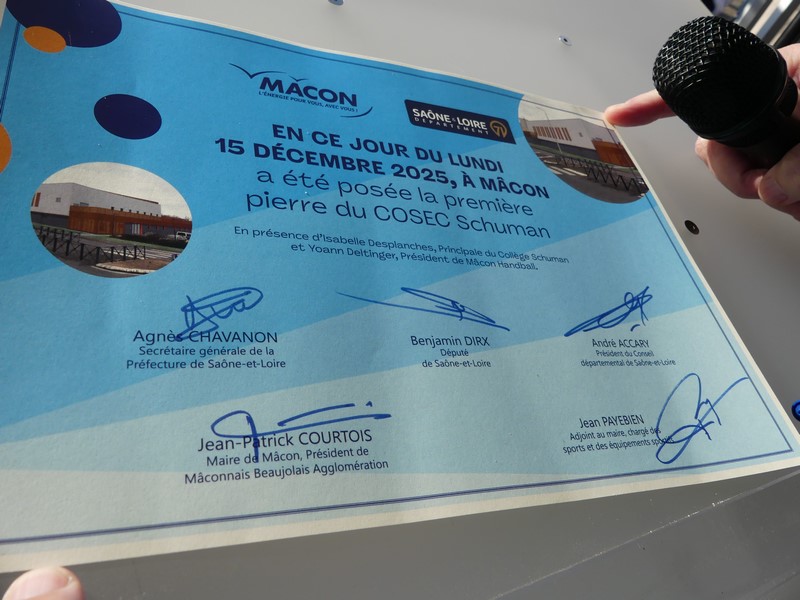 MÂCON
L'ÉNERGIE POUR VOUS, AVEC VOUS !
SAÔNE & LOIRE
DÉPARTEMENT
71
EN CE JOUR DU LUNDI
15 DÉCEMBRE 2025, À MÂCON
a été posée la première
pierre du COSEC Schuman
En présence d'Isabelle Desplanches, Principale du Collège Schuman
et Yoann Deltinger, Président de Mâcon Handball.
Agnès CHAVANON
Secrétaire générale de la
Préfecture de Saône-et-Loire
Benjamin DIRX
Député
de Saône-et-Loire
André ACCARY
Président du Conseil
départemental de Saône-et-Loire
Jean-Patrick COURTOIS
Maire de Mâcon, Président de
Mâconnais Beaujolais Agglomération
Jean PAYEBIEN
Adjoint au maire, chargé des
sports et des équipements sportifs